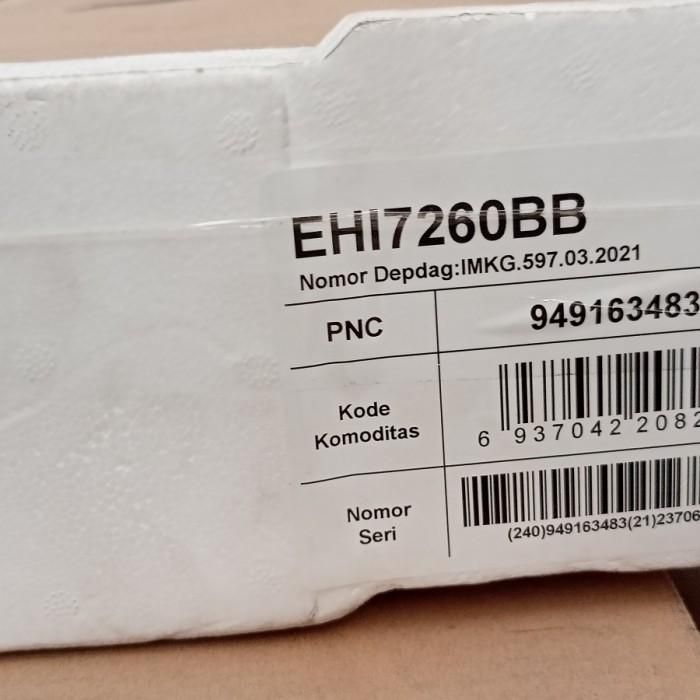 EHI7260BB
Nomor Depdag:IMKG.597.03.2021
PNC
949163483
Kode
Komoditas
6 937042 2082
Nomor
Seri
(240)949163483(21)23706